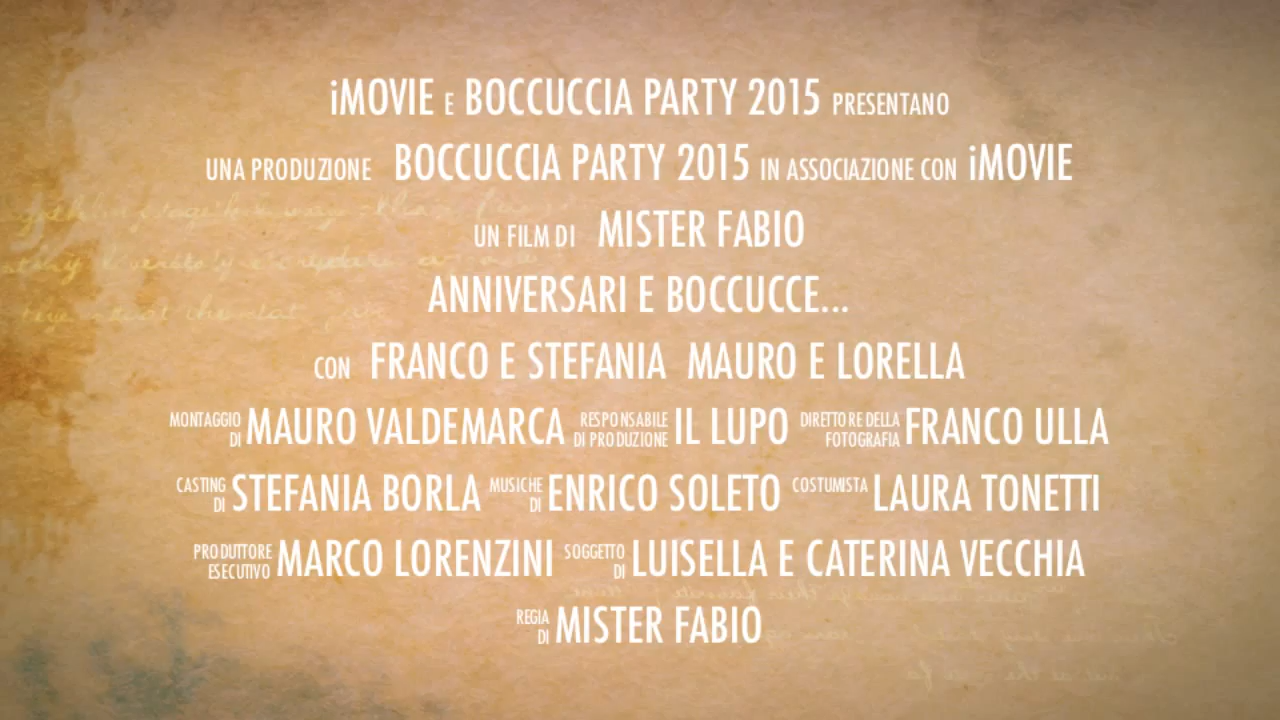 iMOVIE E BOCCUCCIA PARTY 2015 PRESENTANO
UNA PRODUZIONE BOCCUCCIA PARTY 2015 IN ASSOCIAZIONE CON iMOVIE
UN FILM DI MISTER FABIO
ANNIVERSARI E BOCCUCCE...
CON FRANCO E STEFANIA MAURO E LORELLA
MONTAGGIO DI MAURO VALDEMARCA RESPONSABILE DI PRODUZIONE IL LUPO DIRETTORE DELLA FOTOGRAFIA FRANCO ULLA
CASTING DI STEFANIA BORLA MUSICHE DI ENRICO SOLETO COSTUMISTA LAURA TONETTI
PRODUTTORE ESECUTIVO MARCO LORENZINI SOGGETTO DI LUISELLA E CATERINA VECCHIA
REGIA DI MISTER FABIO